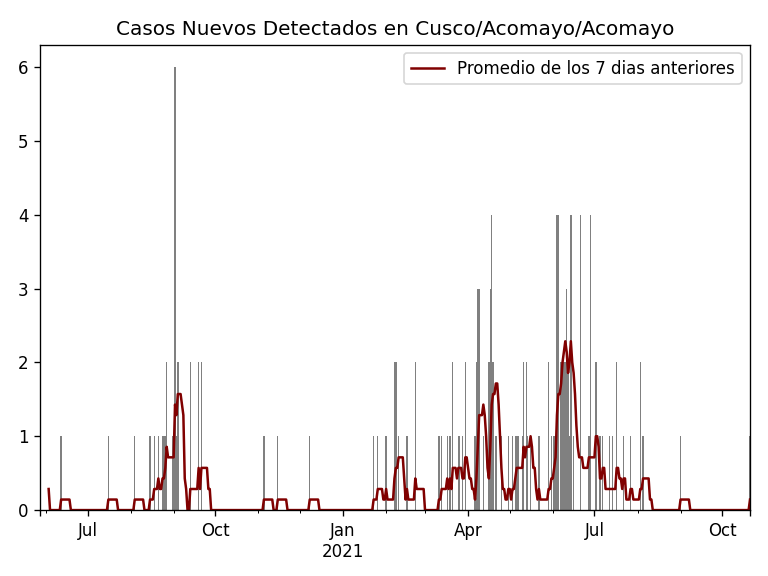 Casos Nuevos Detectados en Cusco/Acomayo/Acomayo
Promedio de los 7 dias anteriores
6
5
4
3
2
1
0
Jul
Oct
Jan
Apr
Jul
Oct
2021